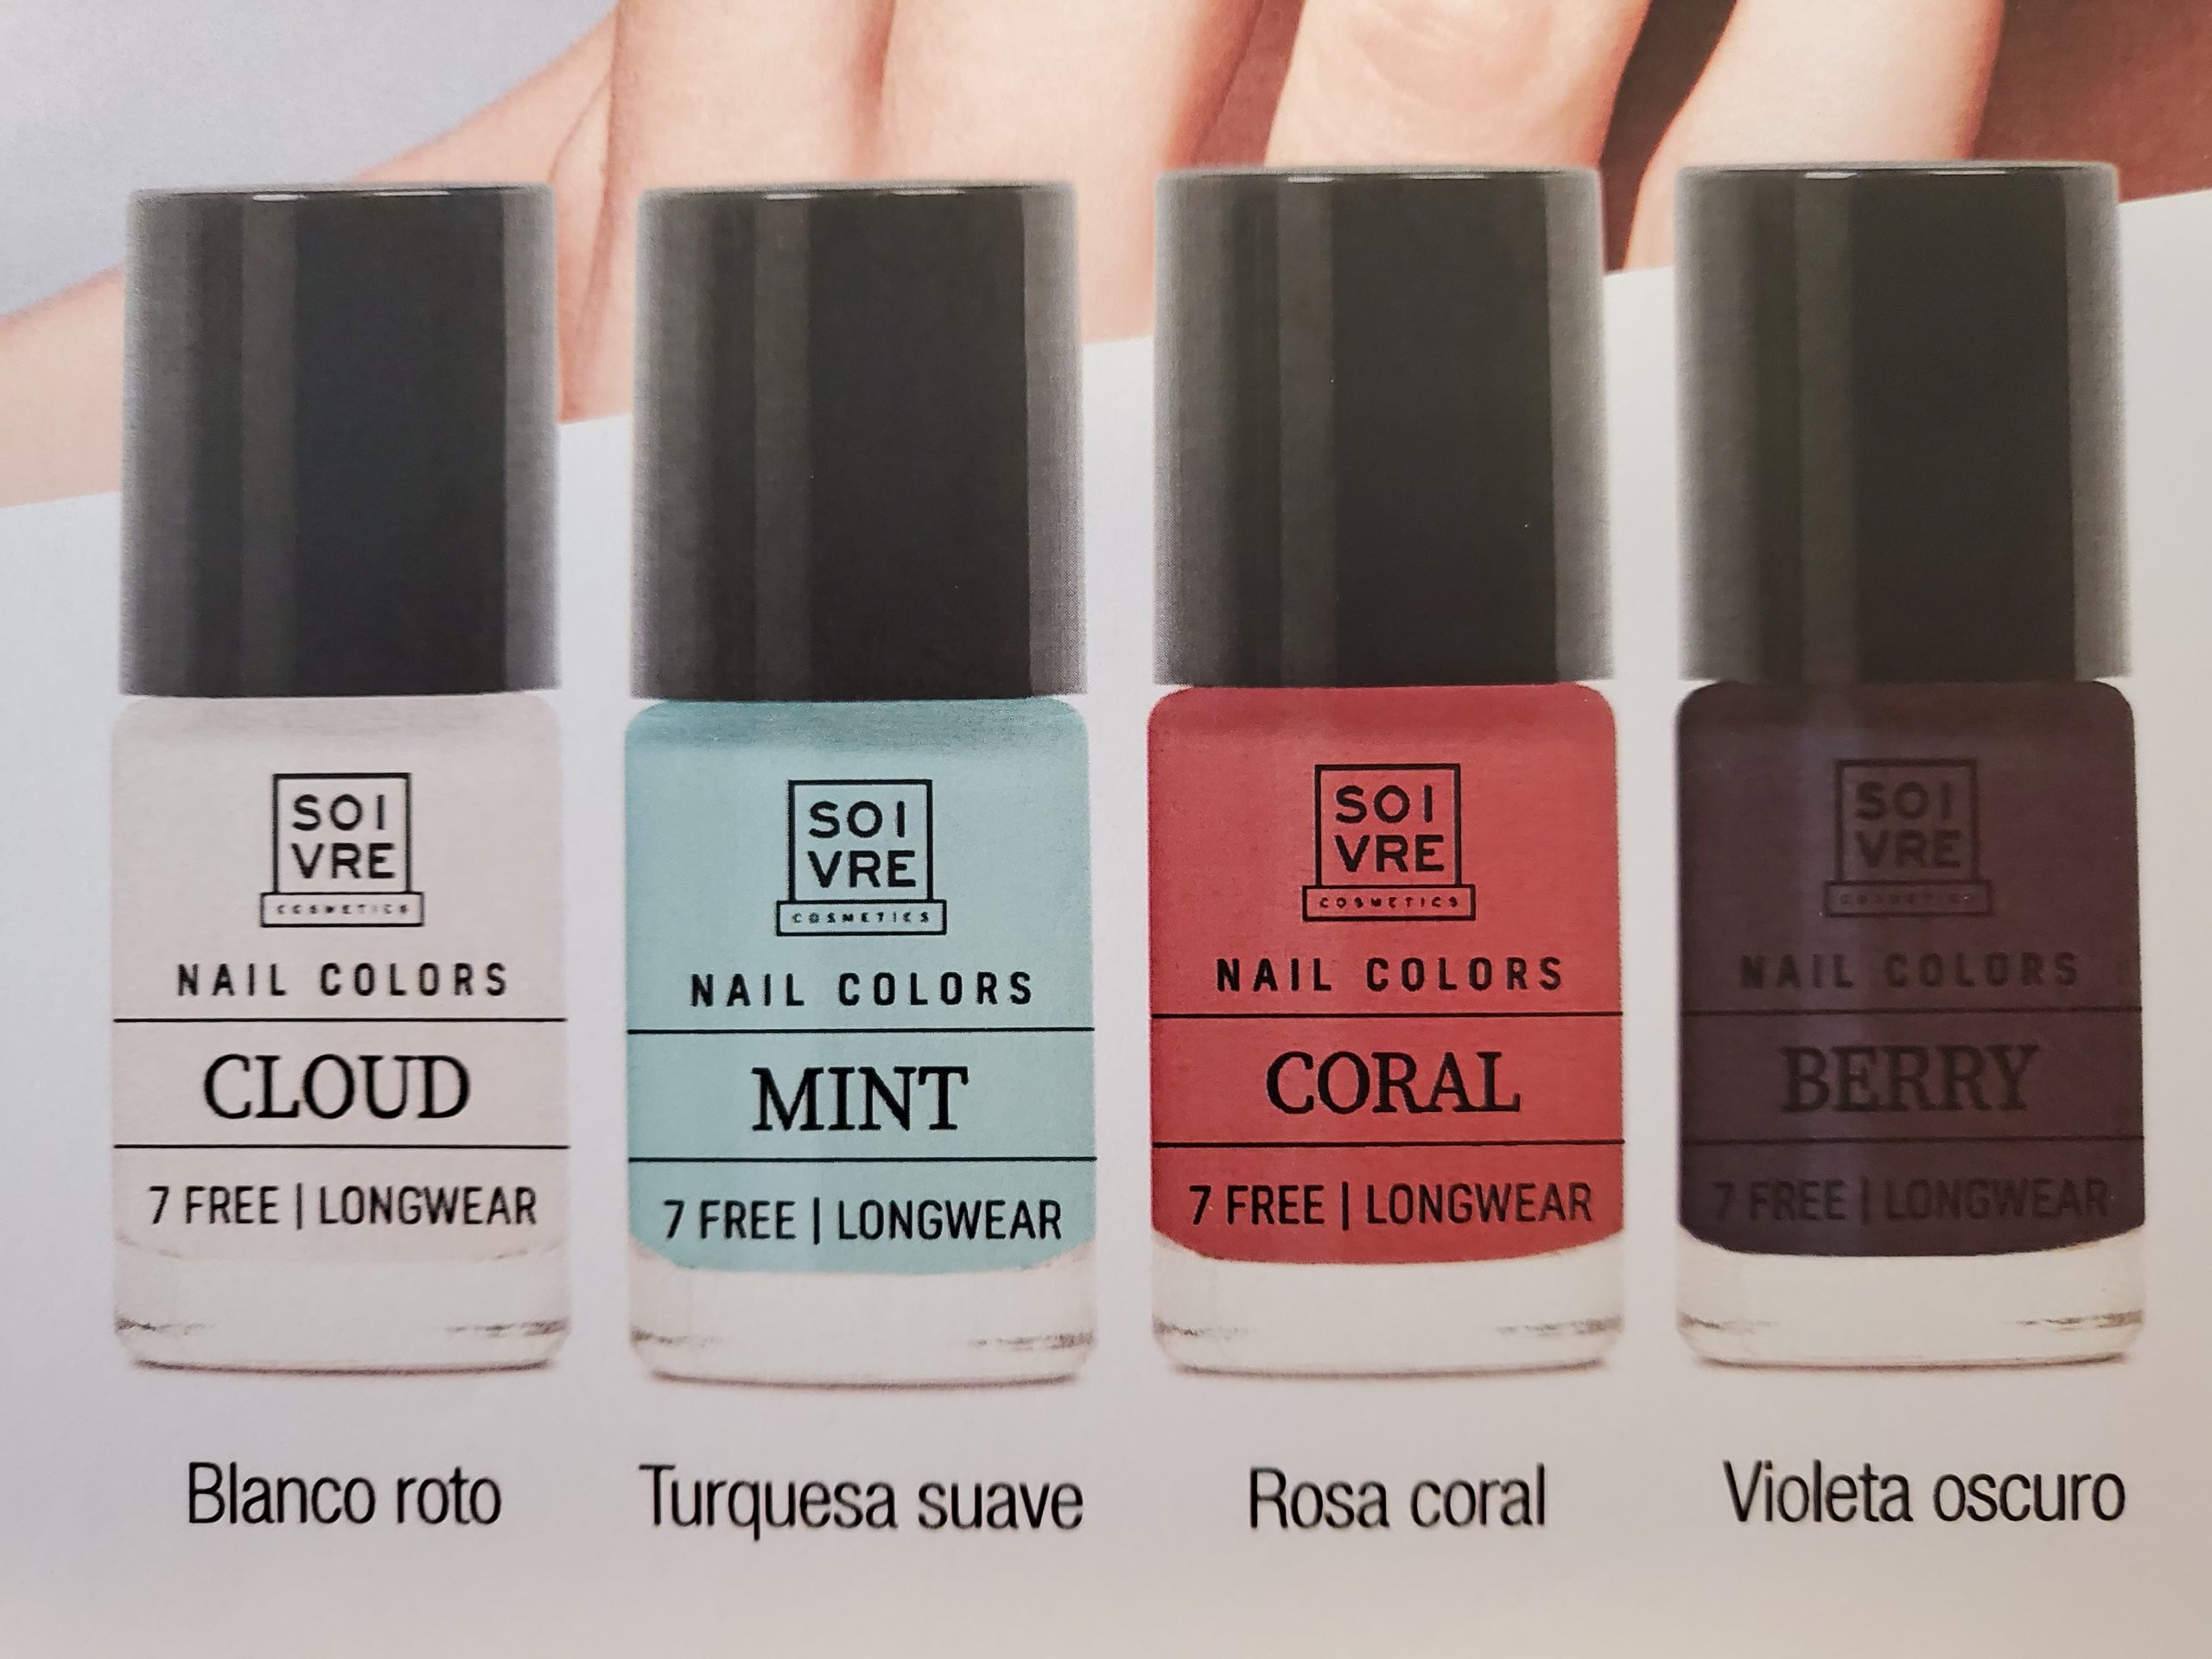 SOI
VRE
COSMETICS
NAIL COLORS
CLOUD
7 FREE | LONGWEAR
Blanco roto
SOI
VRE
COSMETICS
NAIL COLORS
MINT
7 FREE | LONGWEAR
Turquesa suave
SOI
VRE
COSMETICS
NAIL COLORS
CORAL
7 FREE | LONGWEAR
Rosa coral
SOI
VRE
COSMETICS
NAIL COLORS
BERRY
7 FREE | LONGWEAR
Violeta oscuro